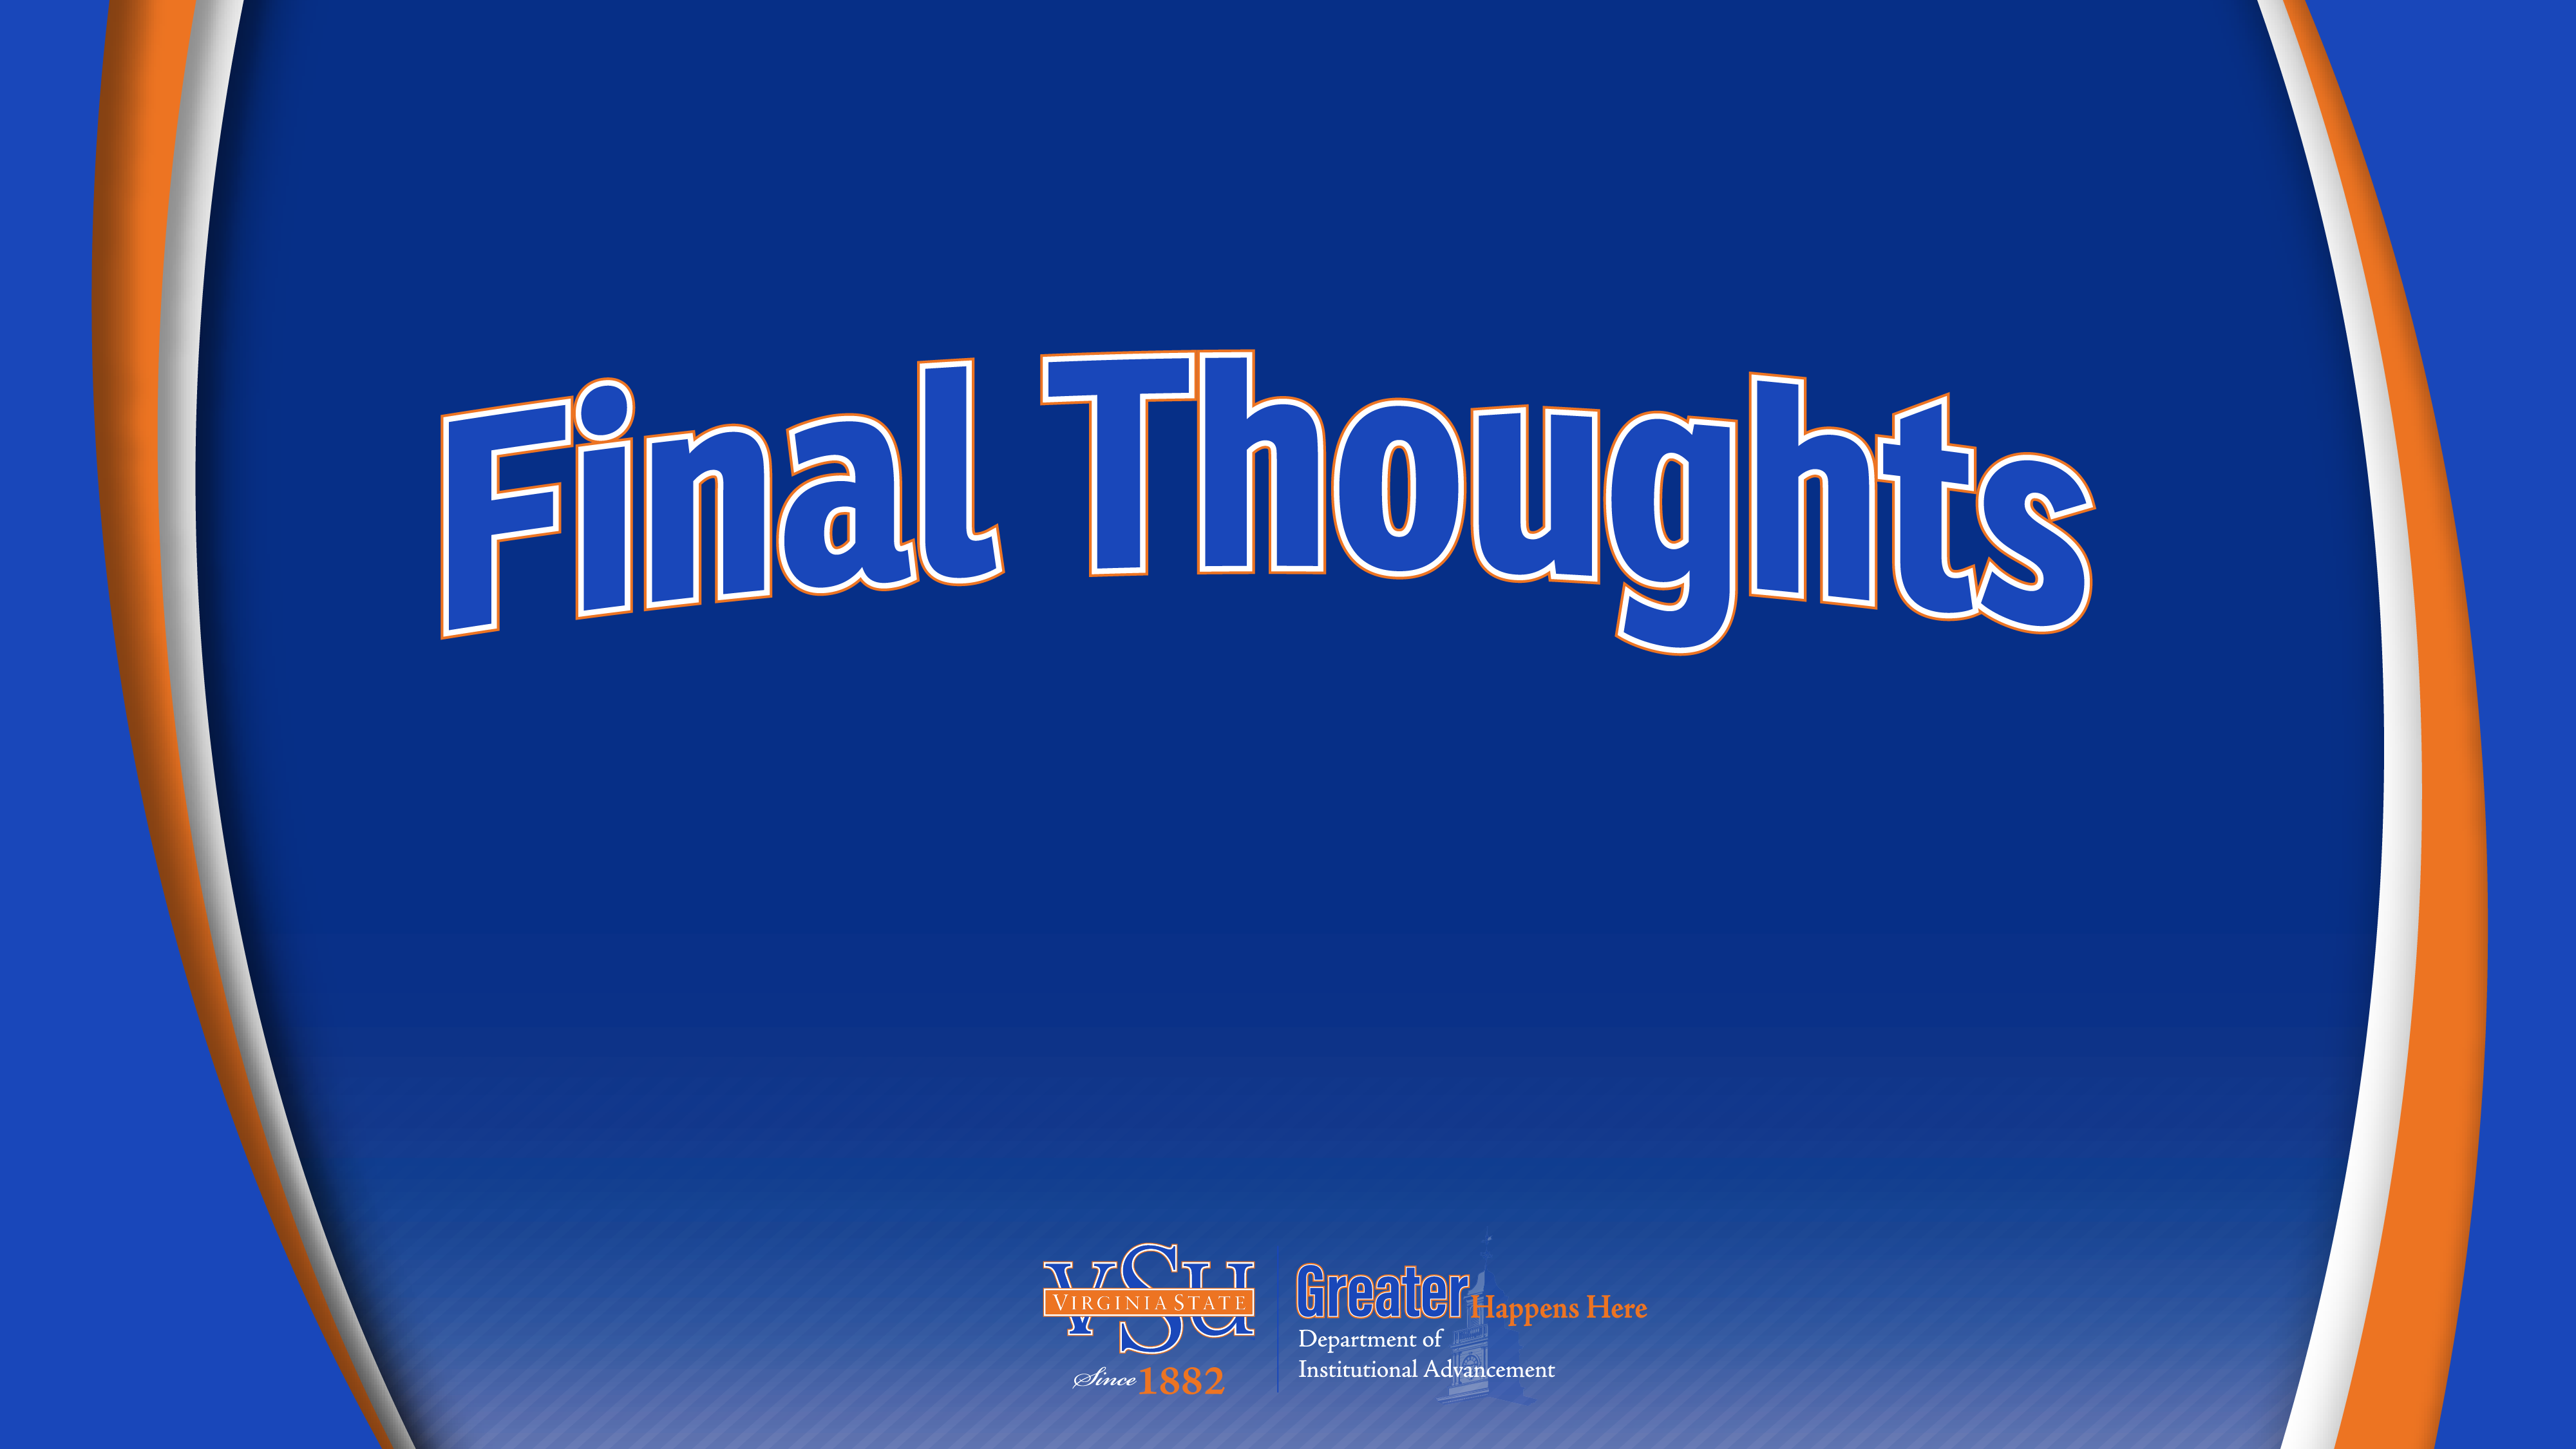 Final Thoughts
VSU
VIRGINIA STATE
Since 1882
Greater Happens Here
Department of
Institutional Advancement